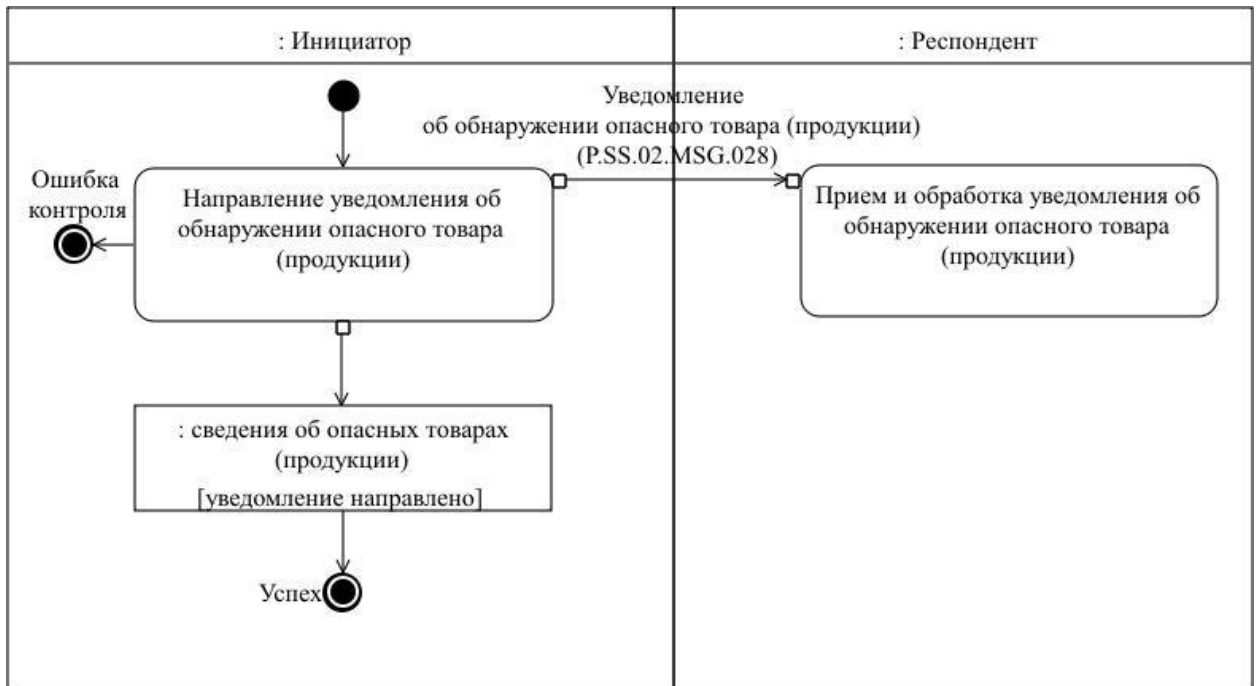 : Инициатор
: Респондент
Уведомление
об обнаружении опасного товара (продукции)
(P.SS.02.MSG.028)
Ошибка
контроля
Направление уведомления об
обнаружении опасного товара
(продукции)
Прием и обработка уведомления об
обнаружении опасного товара
(продукции)
: сведения об опасных товарах
(продукции)
[уведомление направлено]
Успех